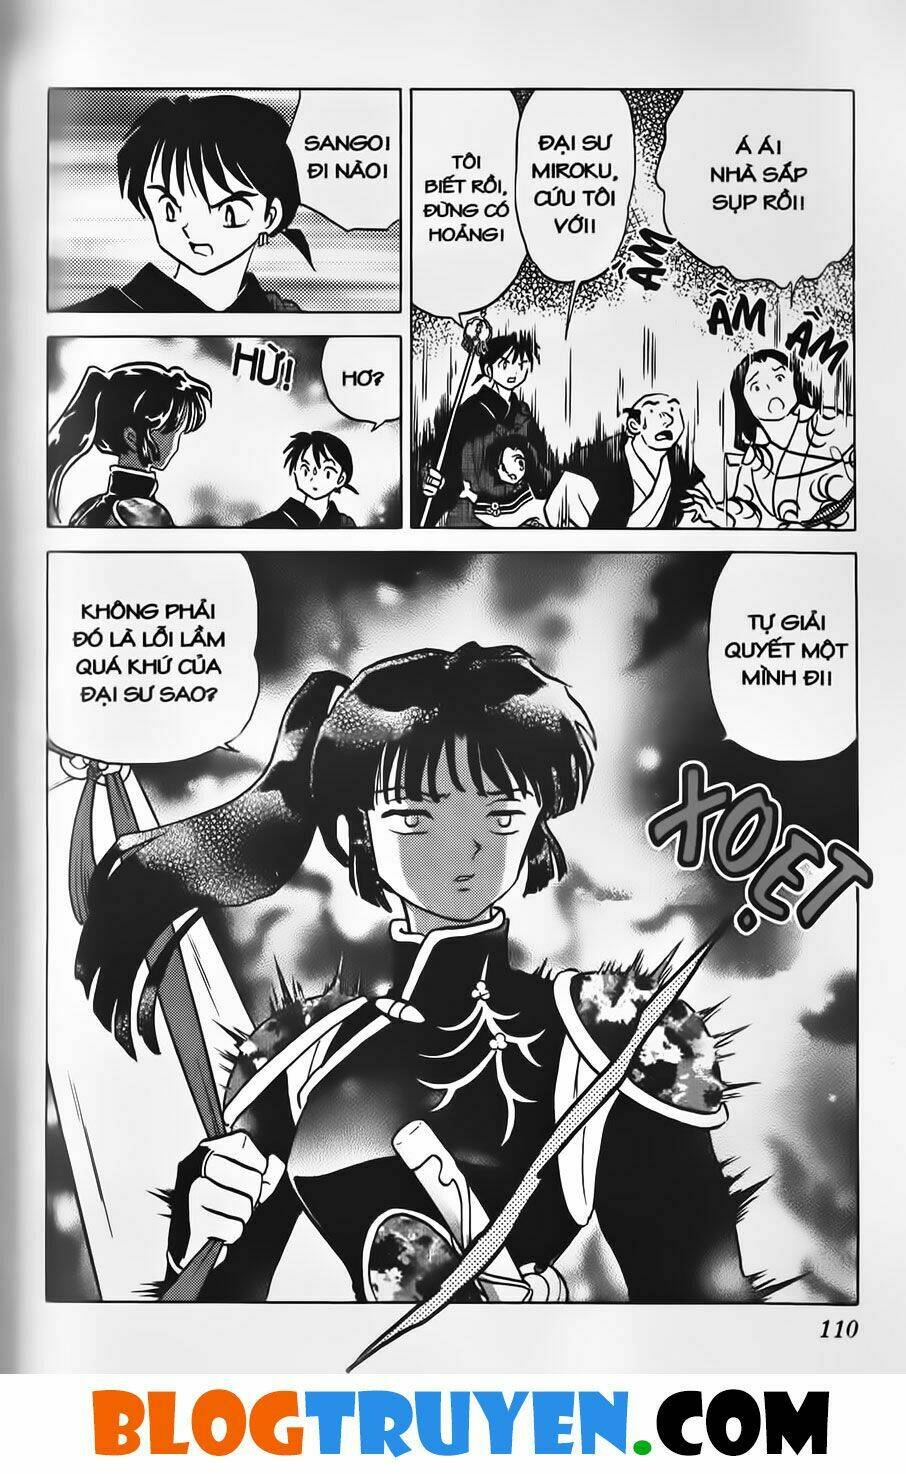 Á Á!
NHÀ SẮP
SỤP RỒI!
ĐẠI SƯ
MIROKU,
CỨU TÔI
VỚI!
TÔI
BIẾT RỒI,
ĐỪNG CÓ
HOẢNG!
ẦM
ẦM
ẦM
SANGO!
ĐI NÀO!
HƠ?
HỪ!
TỰ GIẢI
QUYẾT MỘT
MÌNH ĐI!
KHÔNG PHẢI
ĐÓ LÀ LỖI LẦM
QUÁ KHỨ CỦA
ĐẠI SƯ SAO?
XOẸT
110
BLOGTRUYEN.COM